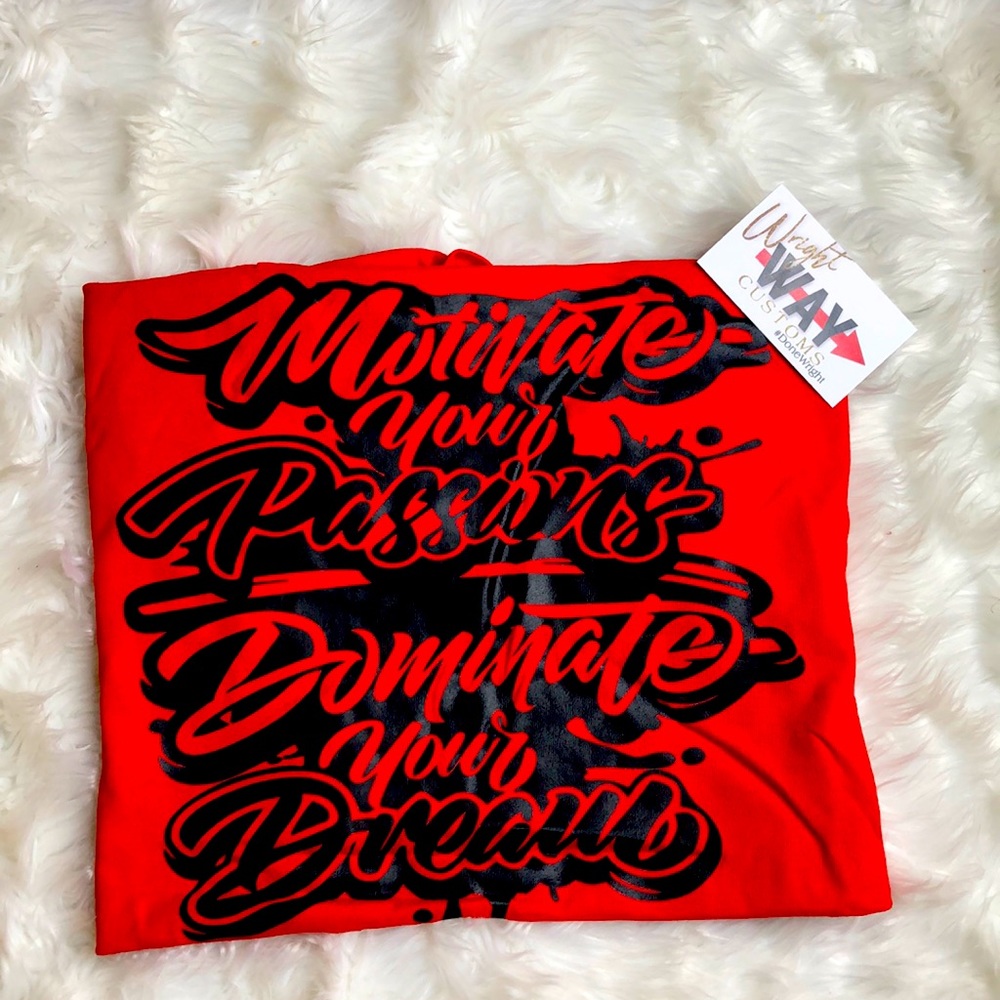 Motivate
Your
Passions
Dominate
Your
Dreams
Wright
WAY
CUSTOMS
#DoneWright